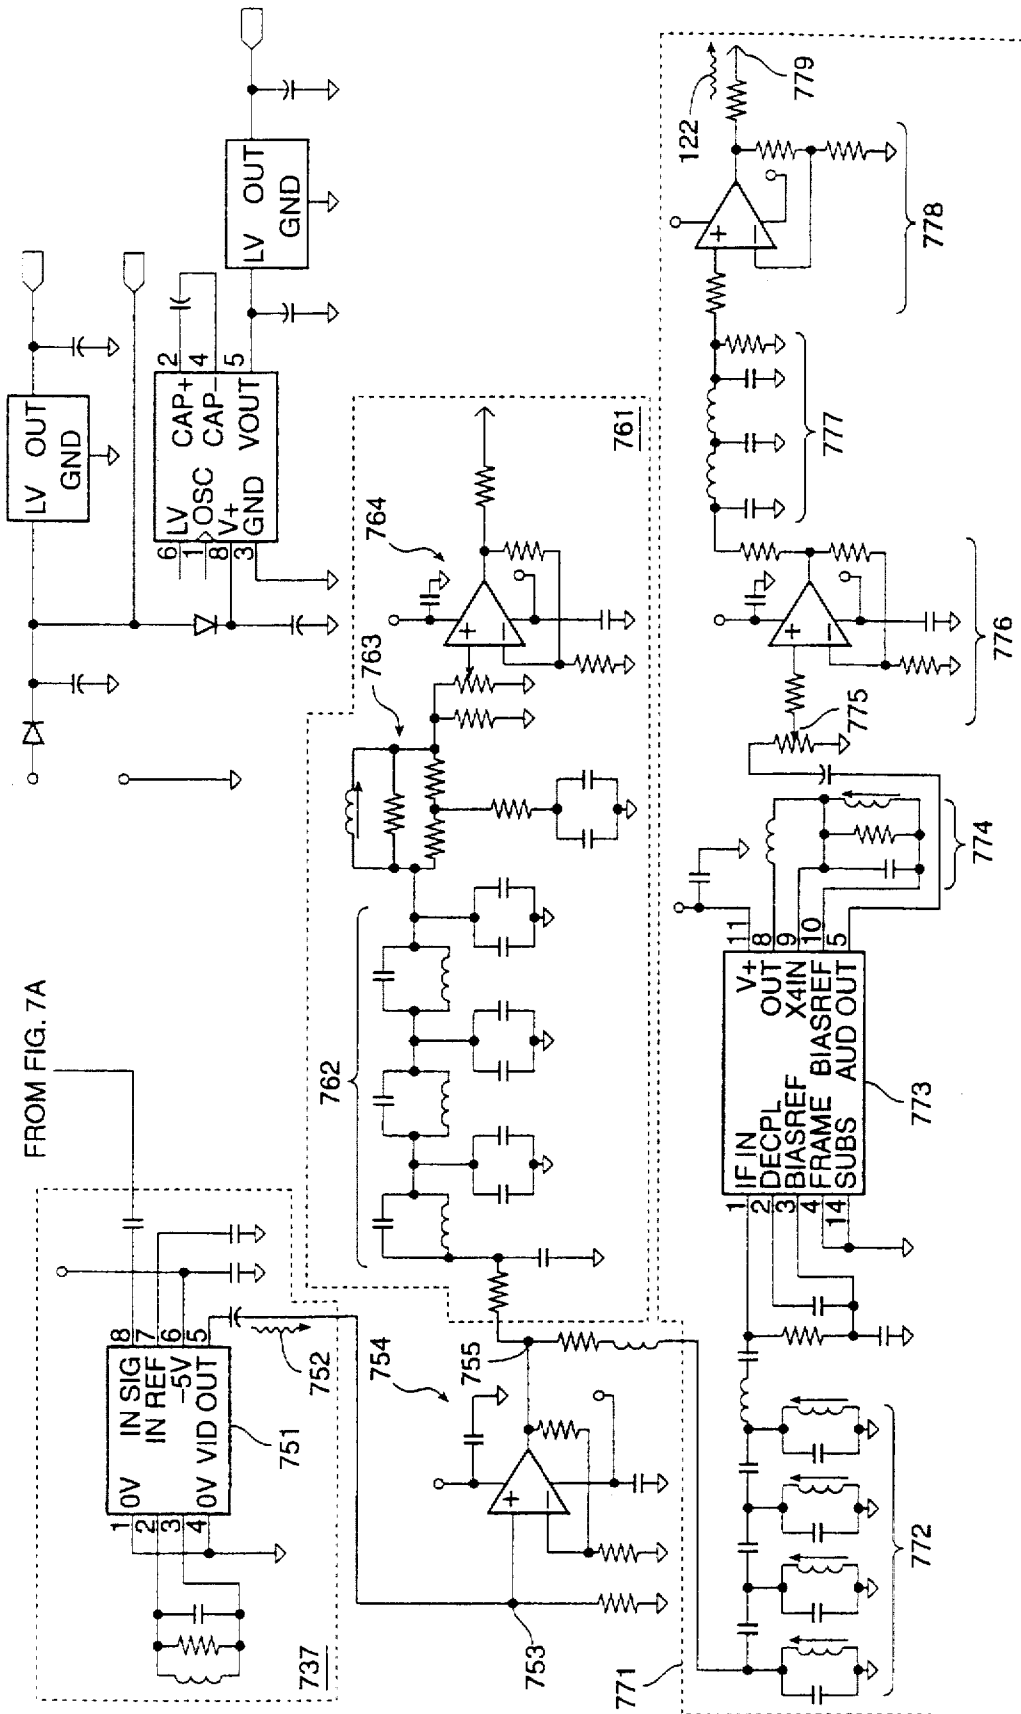 LV OUT
GND
2
4
5
CAP+
CAP-
VOUT
LV
OSC
V+
GND
6
1
8
3
LV OUT
GND
FROM FIG. 7A
8
7
6
5
IN SIG
IN REF
-5V
VID OUT
0V
0V
1
2
3
4
751
752
737
753
754
755
761
762
763
764
771
772
1
2
3
4
14
IF IN
DECPL
BIASREF
FRAME
SUBS
V+
OUT
X4IN
BIASREF
AUD OUT
11
8
9
10
5
773
774
775
776
777
778
122
779
+
−
+
−
+
−
+
−